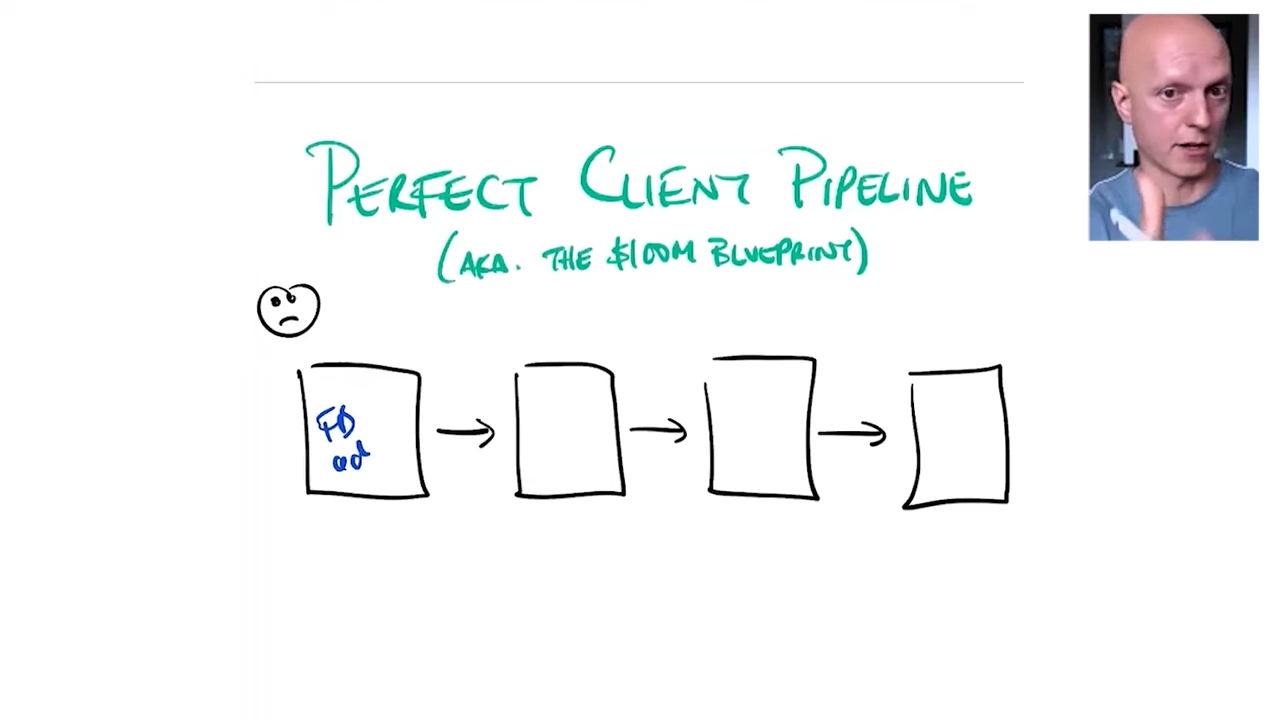 PERFECT CLIENT PIPELINE
(AKA. THE $100M BLUEPRINT)
FB
ad